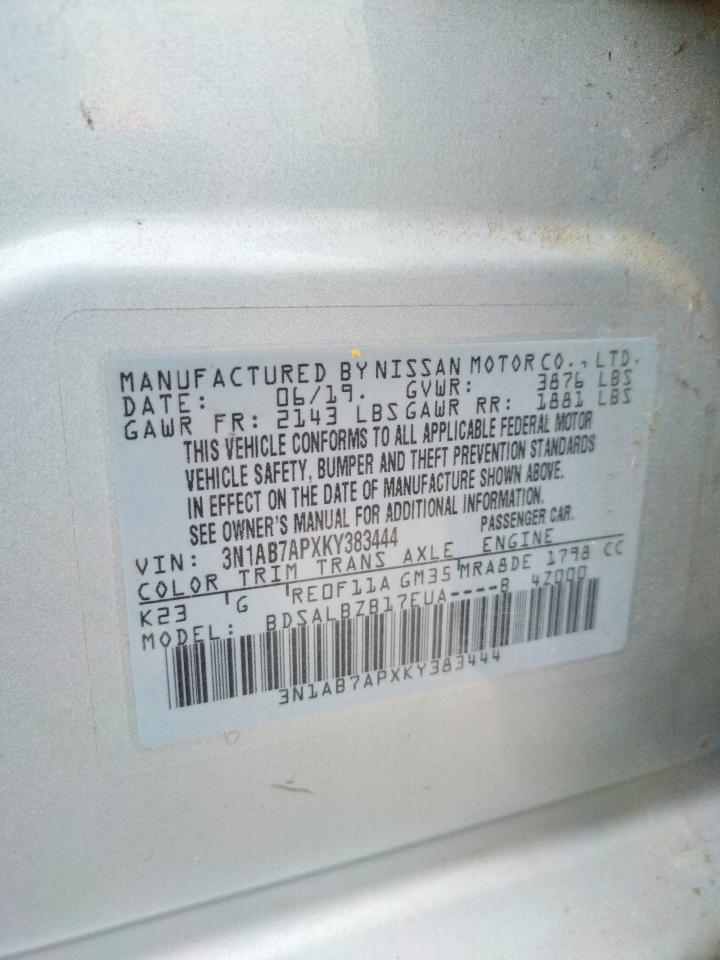 MANUFACTURED BY NISSAN MOTOR CO., LTD.
DATE: 06/19. GVWR: 3876 LBS
GAWR FR: 2143 LBS GAWR RR: 1881 LBS
THIS VEHICLE CONFORMS TO ALL APPLICABLE FEDERAL MOTOR
VEHICLE SAFETY, BUMPER AND THEFT PREVENTION STANDARDS
IN EFFECT ON THE DATE OF MANUFACTURE SHOWN ABOVE.
SEE OWNER'S MANUAL FOR ADDITIONAL INFORMATION.
VIN: 3N1AB7APXKY383444 PASSENGER CAR.
COLOR TRIM TRANS AXLE ENGINE
K23 G RE0F11A GM35 MRA8DE 1798 CC
MODEL: BDSALBZB17EUA----B 4Z000
3N1AB7APXKY383444